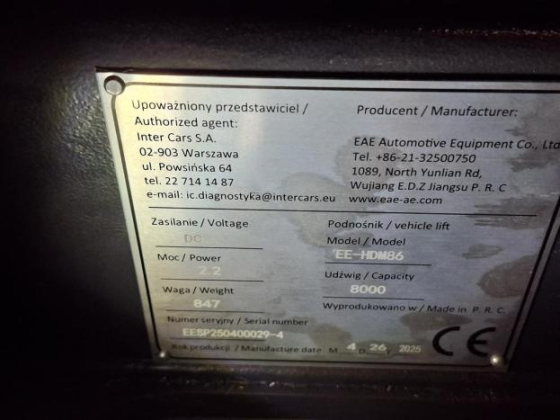 Upoważniony przedstawiciel /
Authorized agent:
Inter Cars S.A.
02-903 Warszawa
ul. Powsińska 64
tel. 22 714 14 87
e-mail: ic.diagnostyka@intercars.eu
Producent / Manufacturer:
EAE Automotive Equipment Co., Ltd
Tel. +86-21-32500750
1089, North Yunlian Rd,
Wujiang E.D.Z Jiangsu P. R. C
www.eae-ae.com
Zasilanie / Voltage
DC
Moc / Power
2.2
Waga / Weight
847
Numer seryjny / Serial number
EESP250400029-4
Podnośnik / vehicle lift
Model / Model
EE-HDM86
Udźwig / Capacity
8000
Wyprodukowano w / Made in P. R. C.
Rok produkcji / Manufacture date M 4 D 26 2025
CE